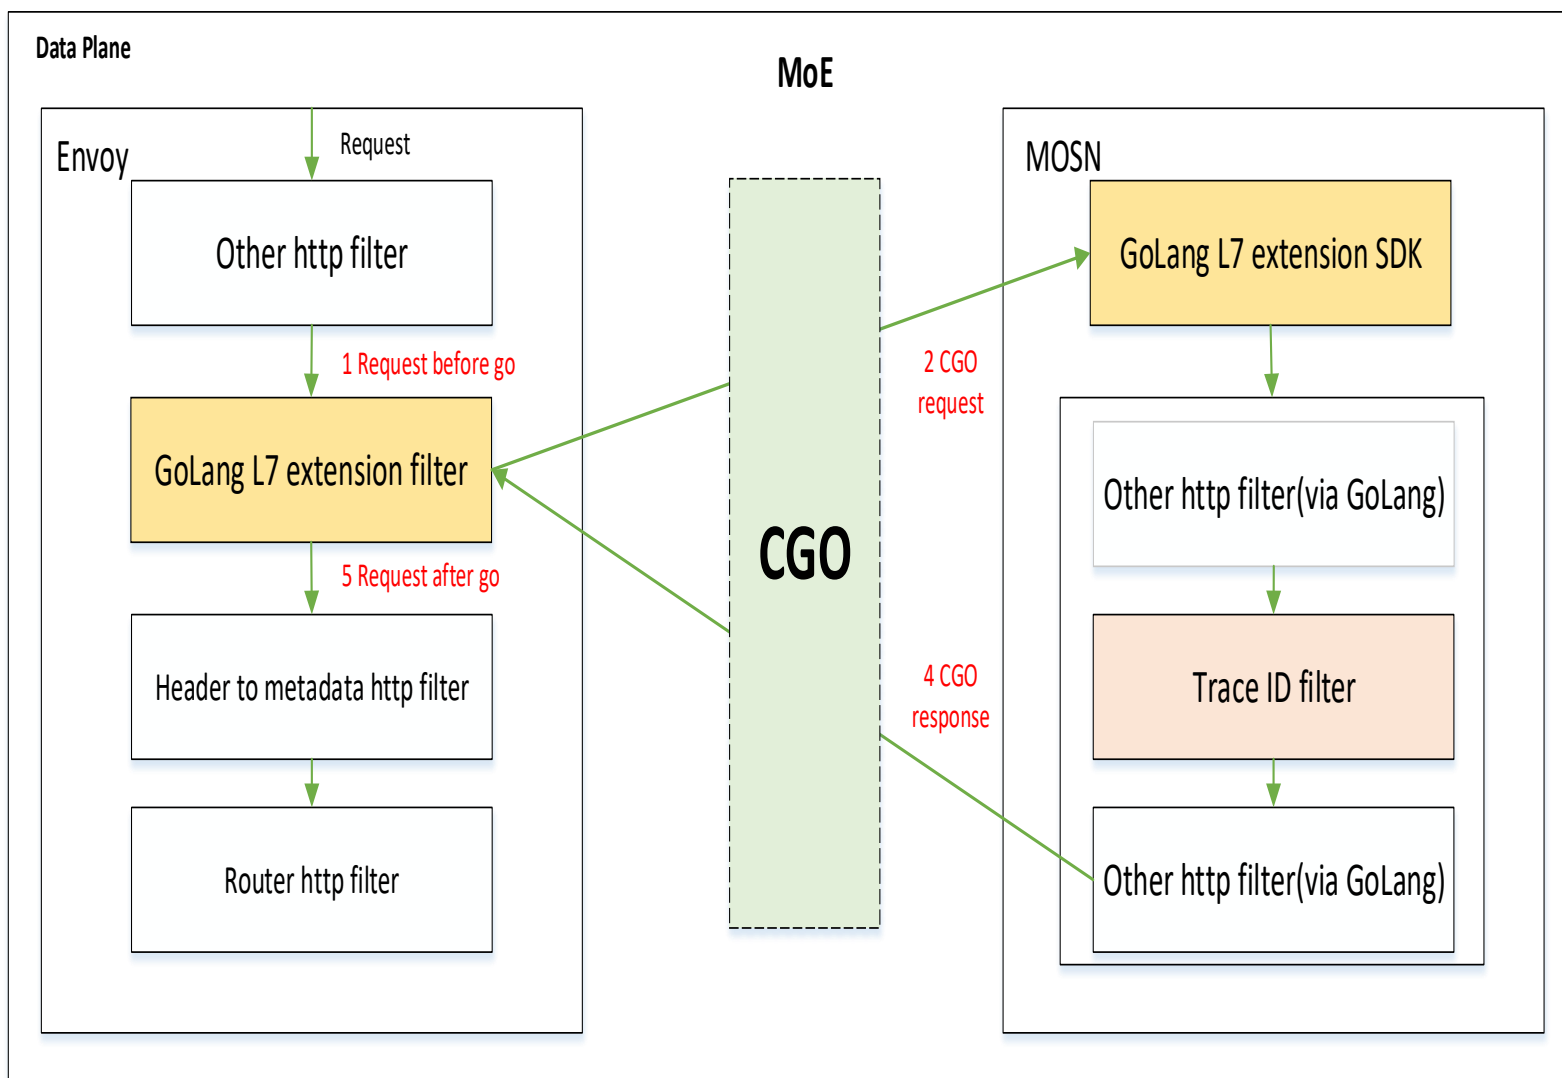 Data Plane
MoE
Envoy
Request
Other http filter
1 Request before go
GoLang L7 extension filter
5 Request after go
Header to metadata http filter
Router http filter
CGO
2 CGO
request
4 CGO
response
MOSN
GoLang L7 extension SDK
Other http filter(via GoLang)
Trace ID filter
Other http filter(via GoLang)